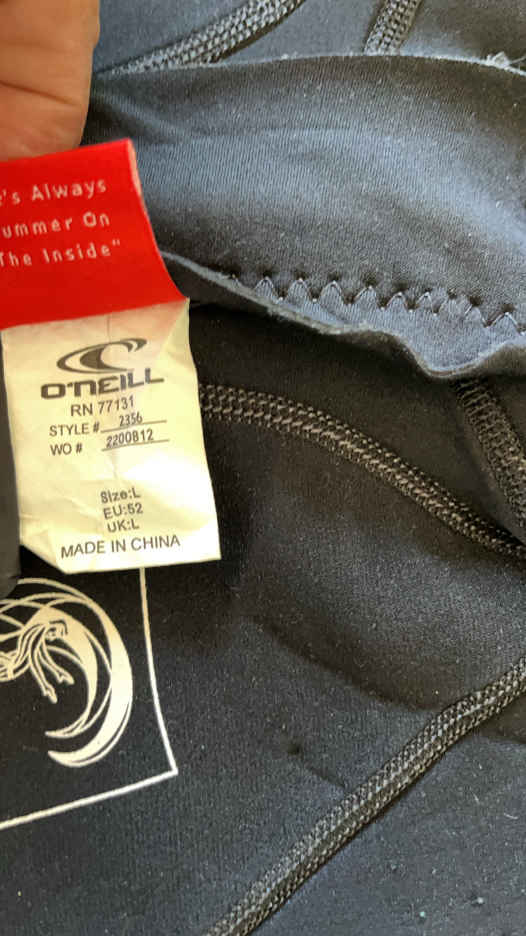 's Always
ummer On
The Inside"
O'NEILL
RN 77131
STYLE # 2356
WO # 2200812
Size:L
EU:52
UK:L
MADE IN CHINA